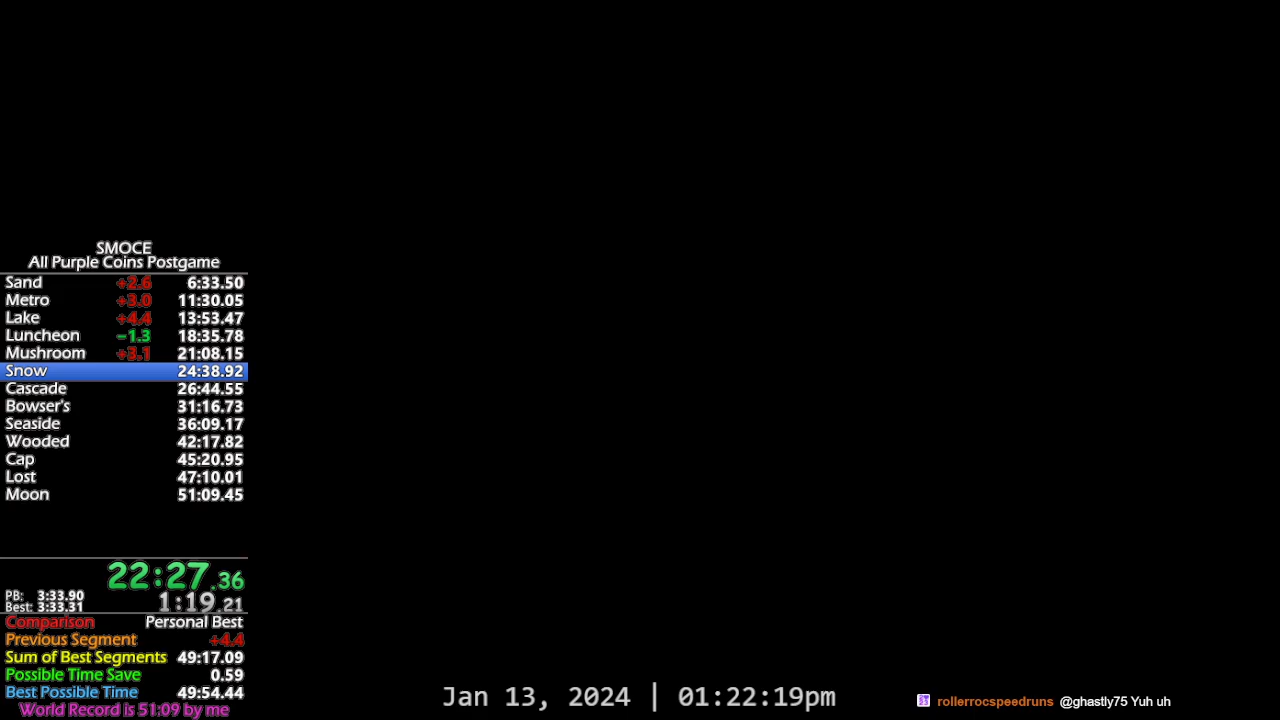 SMOCE
All Purple Coins Postgame
Sand +2.6 6:33.50
Metro +3.0 11:30.05
Lake +4.4 13:53.47
Luncheon -1.3 18:35.78
Mushroom +3.1 21:08.15
Snow 24:38.92
Cascade 26:44.55
Bowser's 31:16.73
Seaside 36:09.17
Wooded 42:17.82
Cap 45:20.95
Lost 47:10.01
Moon 51:09.45
22:27.36
PB: 3:33.90
Best: 3:33.31
1:19.21
Comparison Personal Best
Previous Segment +4.4
Sum of Best Segments 49:17.09
Possible Time Save 0.59
Best Possible Time 49:54.44
World Record is 51:09 by me
Jan 13, 2024 | 01:22:19pm
rollerrocspeedruns @ghastly75 Yuh uh